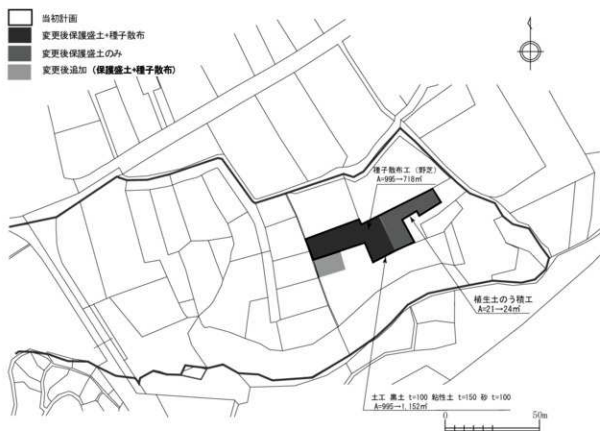 当初計画
変更後保護盛土+種子散布
変更後保護盛土のみ
変更後追加（保護盛土+種子散布）
種子散布工（野芝）
A=995→718㎡
植生土のう積工
A=21→24㎡
土工 黒土 t=100 粘性土 t=150 砂 t=100
A=995→1,152㎡
0 50m